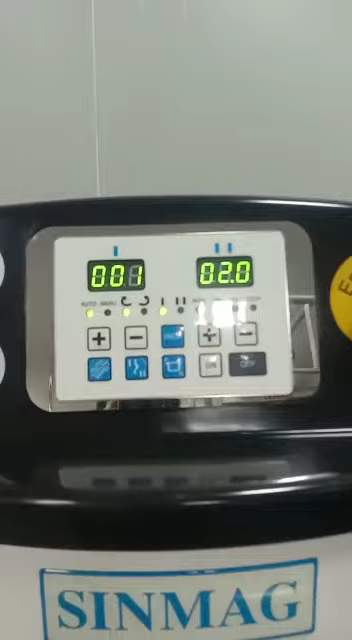 I
II
001
02.0
AUTO MANU
+
-
+
-
ON
OFF
E
SINMAG